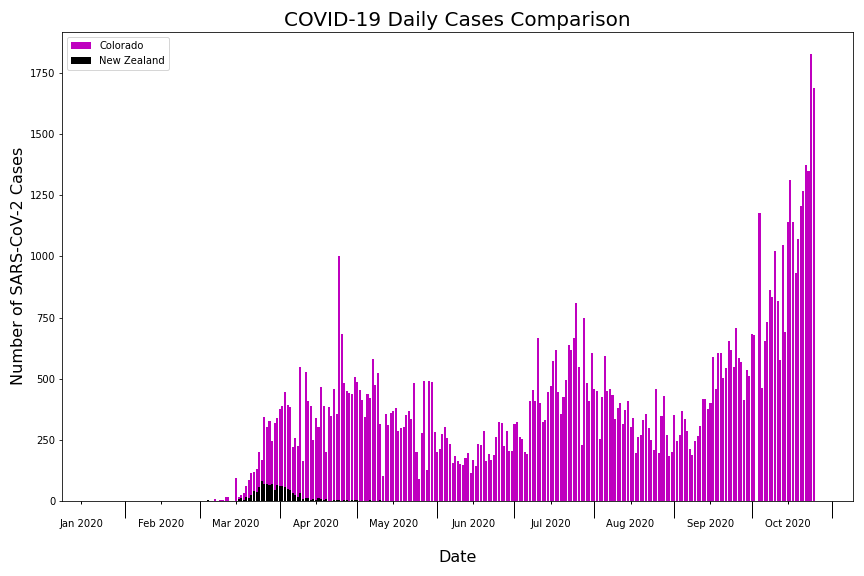 COVID-19 Daily Cases Comparison
Colorado
New Zealand
Number of SARS-CoV-2 Cases
1750
1500
1250
1000
750
500
250
0
Jan 2020 Feb 2020 Mar 2020 Apr 2020 May 2020 Jun 2020 Jul 2020 Aug 2020 Sep 2020 Oct 2020
Date